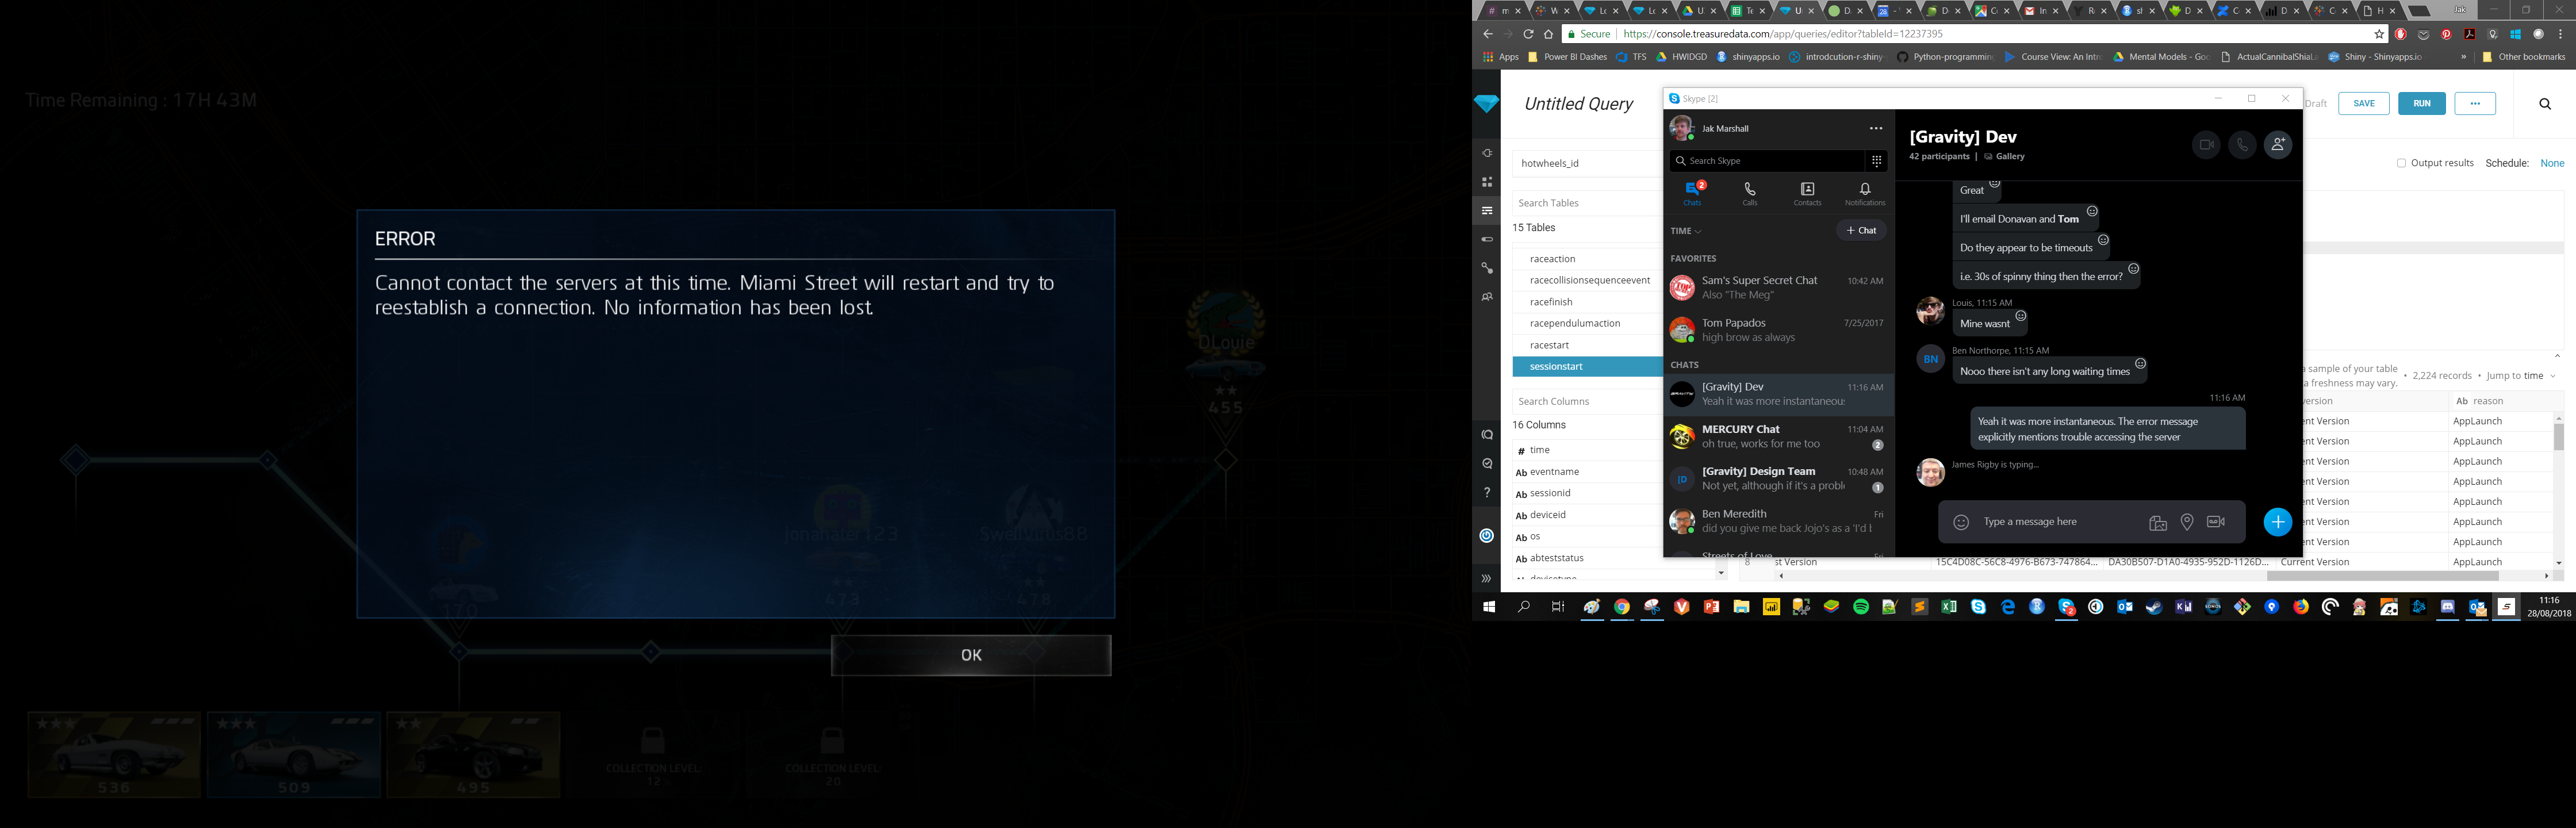 Time Remaining : 17H 43M
ERROR
Cannot contact the servers at this time. Miami Street will restart and try to
reestablish a connection. No information has been lost.
OK
DLouie
★★
455
Jonahater123
★★
473
★★
478
170
★★★
536
★★★
509
★★
495
COLLECTION LEVEL:
12
COLLECTION LEVEL:
20
Jak
Secure
https://console.treasuredata.com/app/queries/editor?tableId=12237395
Apps
Power BI Dashes
TFS
HWIDGD
shinyapps.io
introdcution-r-shiny
Python-programming
Course View: An Intr
Mental Models - Goo
ActualCannibalShiaL
Shiny - Shinyapps.io
»
Other bookmarks
Untitled Query
Draft
SAVE
RUN
...
hotwheels_id
Output results
Schedule:
None
Search Tables
15 Tables
raceaction
racecollisionsequenceevent
racefinish
racependulumaction
racestart
sessionstart
Search Columns
16 Columns
# time
Ab eventname
Ab sessionid
Ab deviceid
Ab os
Ab abteststatus
devicetype
a sample of your table
a freshness may vary.
• 2,224 records • Jump to time
version
Ab reason
ent Version
AppLaunch
ent Version
AppLaunch
ent Version
AppLaunch
ent Version
AppLaunch
ent Version
AppLaunch
ent Version
AppLaunch
ent Version
AppLaunch
8
st Version
15C4D08C-56C8-4976-B673-747864...
DA30B507-D1A0-4935-952D-1126D...
Current Version
AppLaunch
Skype [2]
Jak Marshall
Search Skype
2
Chats
Calls
Contacts
Notifications
TIME
+ Chat
FAVORITES
Sam's Super Secret Chat
10:42 AM
Also "The Meg"
Tom Papados
7/25/2017
high brow as always
CHATS
[Gravity] Dev
11:16 AM
Yeah it was more instantaneous
MERCURY Chat
11:04 AM
oh true, works for me too
2
[Gravity] Design Team
10:48 AM
Not yet, although if it's a proble
1
Ben Meredith
Fri
did you give me back Jojo's as a 'I'd b
Streets of Love
Fri
[Gravity] Dev
42 participants | Gallery
Great
I'll email Donavan and Tom
Do they appear to be timeouts
i.e. 30s of spinny thing then the error?
Louis, 11:15 AM
Mine wasnt
BN
Ben Northorpe, 11:15 AM
Nooo there isn't any long waiting times
11:16 AM
Yeah it was more instantaneous. The error message
explicitly mentions trouble accessing the server
James Rigby is typing...
Type a message here
11:16
28/08/2018